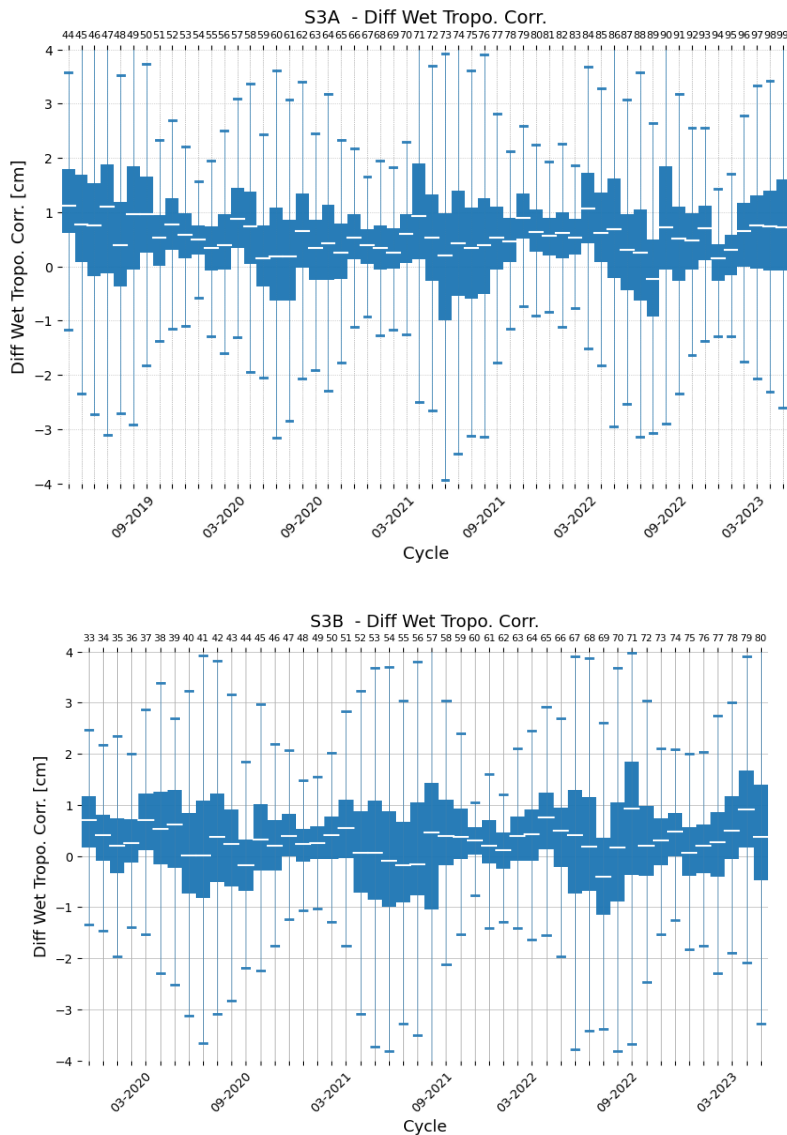 S3A - Diff Wet Tropo. Corr.
44 45 46 47 48 49 50 51 52 53 54 55 56 57 58 59 60 61 62 63 64 65 66 67 68 69 70 71 72 73 74 75 76 77 78 79 80 81 82 83 84 85 86 87 88 89 90 91 92 93 94 95 96 97 98 99
4
3
2
1
0
−1
−2
−3
−4
Diff Wet Tropo. Corr. [cm]
09-2019 03-2020 09-2020 03-2021 09-2021 03-2022 09-2022 03-2023
Cycle
S3B - Diff Wet Tropo. Corr.
33 34 35 36 37 38 39 40 41 42 43 44 45 46 47 48 49 50 51 52 53 54 55 56 57 58 59 60 61 62 63 64 65 66 67 68 69 70 71 72 73 74 75 76 77 78 79 80
4
3
2
1
0
−1
−2
−3
−4
Diff Wet Tropo. Corr. [cm]
03-2020 09-2020 03-2021 09-2021 03-2022 09-2022 03-2023
Cycle